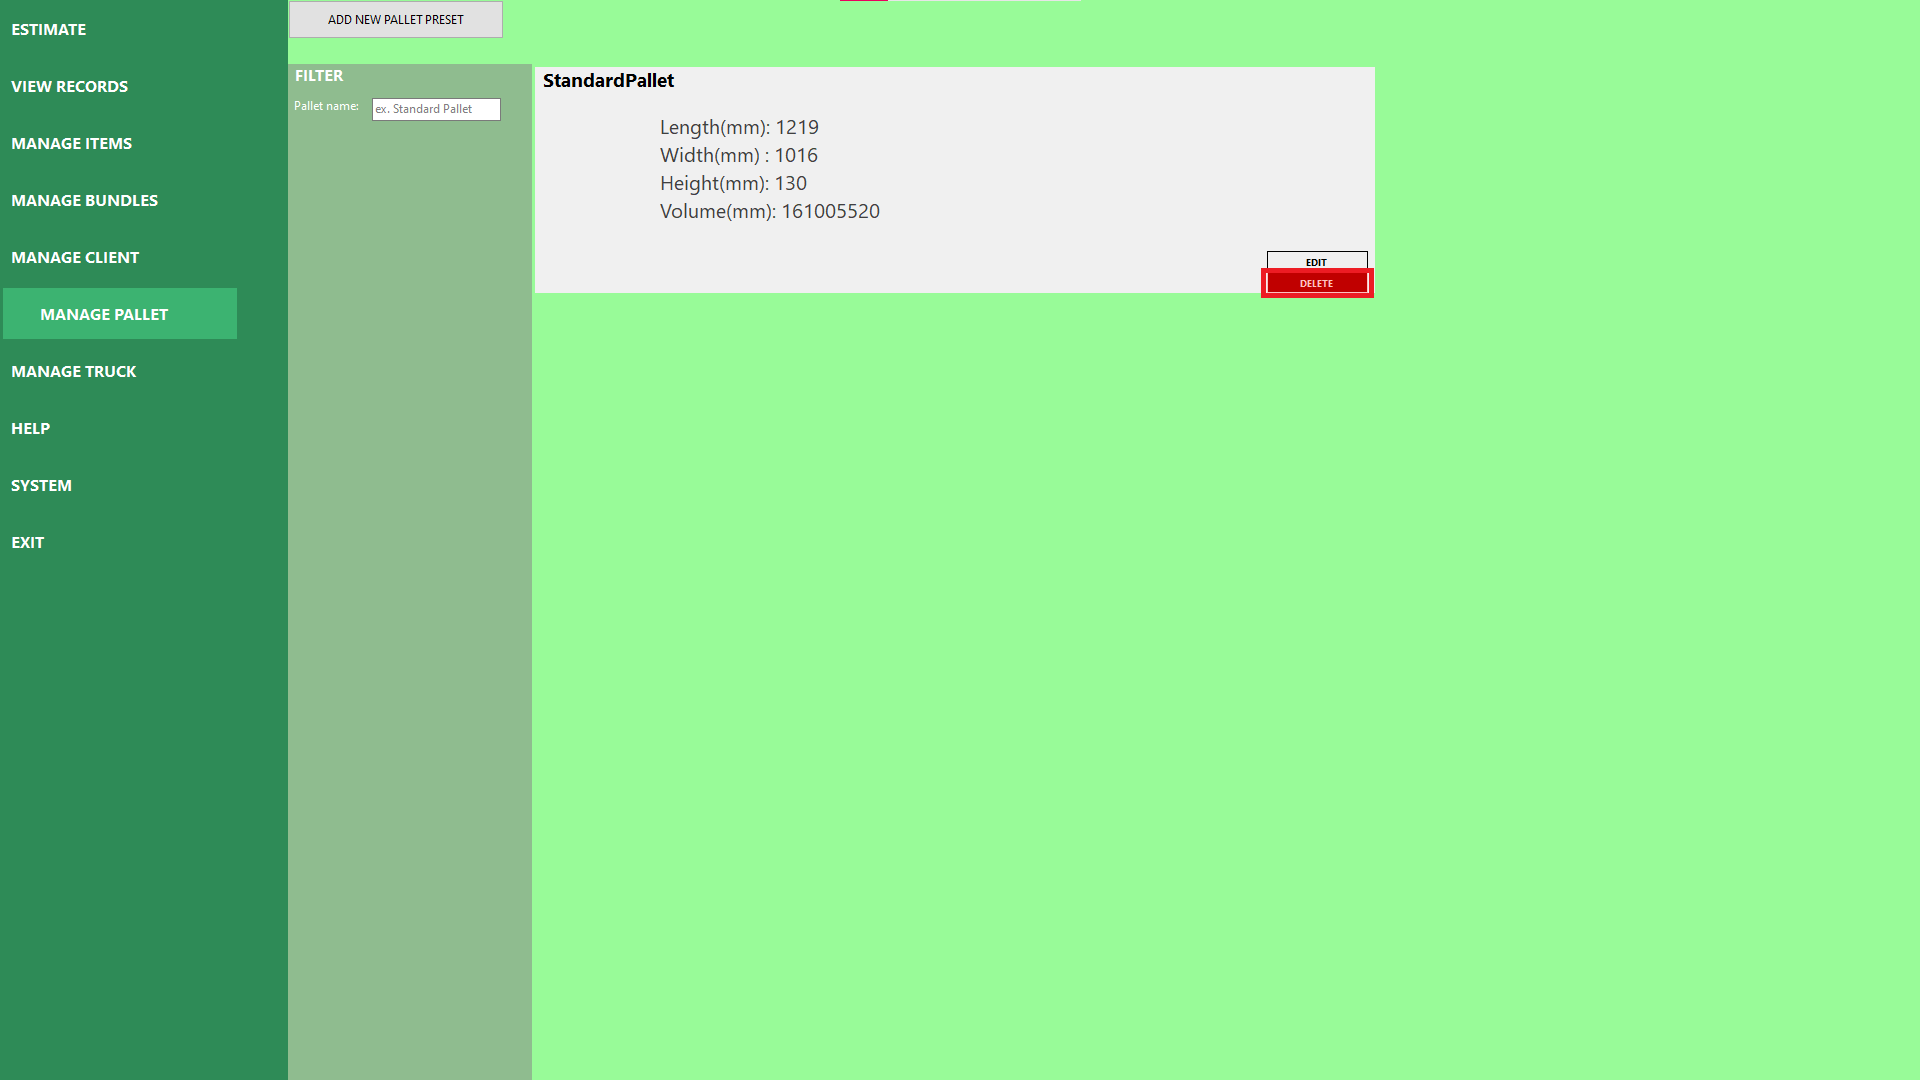 ESTIMATE
VIEW RECORDS
MANAGE ITEMS
MANAGE BUNDLES
MANAGE CLIENT
MANAGE PALLET
MANAGE TRUCK
HELP
SYSTEM
EXIT
ADD NEW PALLET PRESET
FILTER
Pallet name: ex. Standard Pallet
StandardPallet
Length(mm): 1219
Width(mm) : 1016
Height(mm): 130
Volume(mm): 161005520
EDIT
DELETE